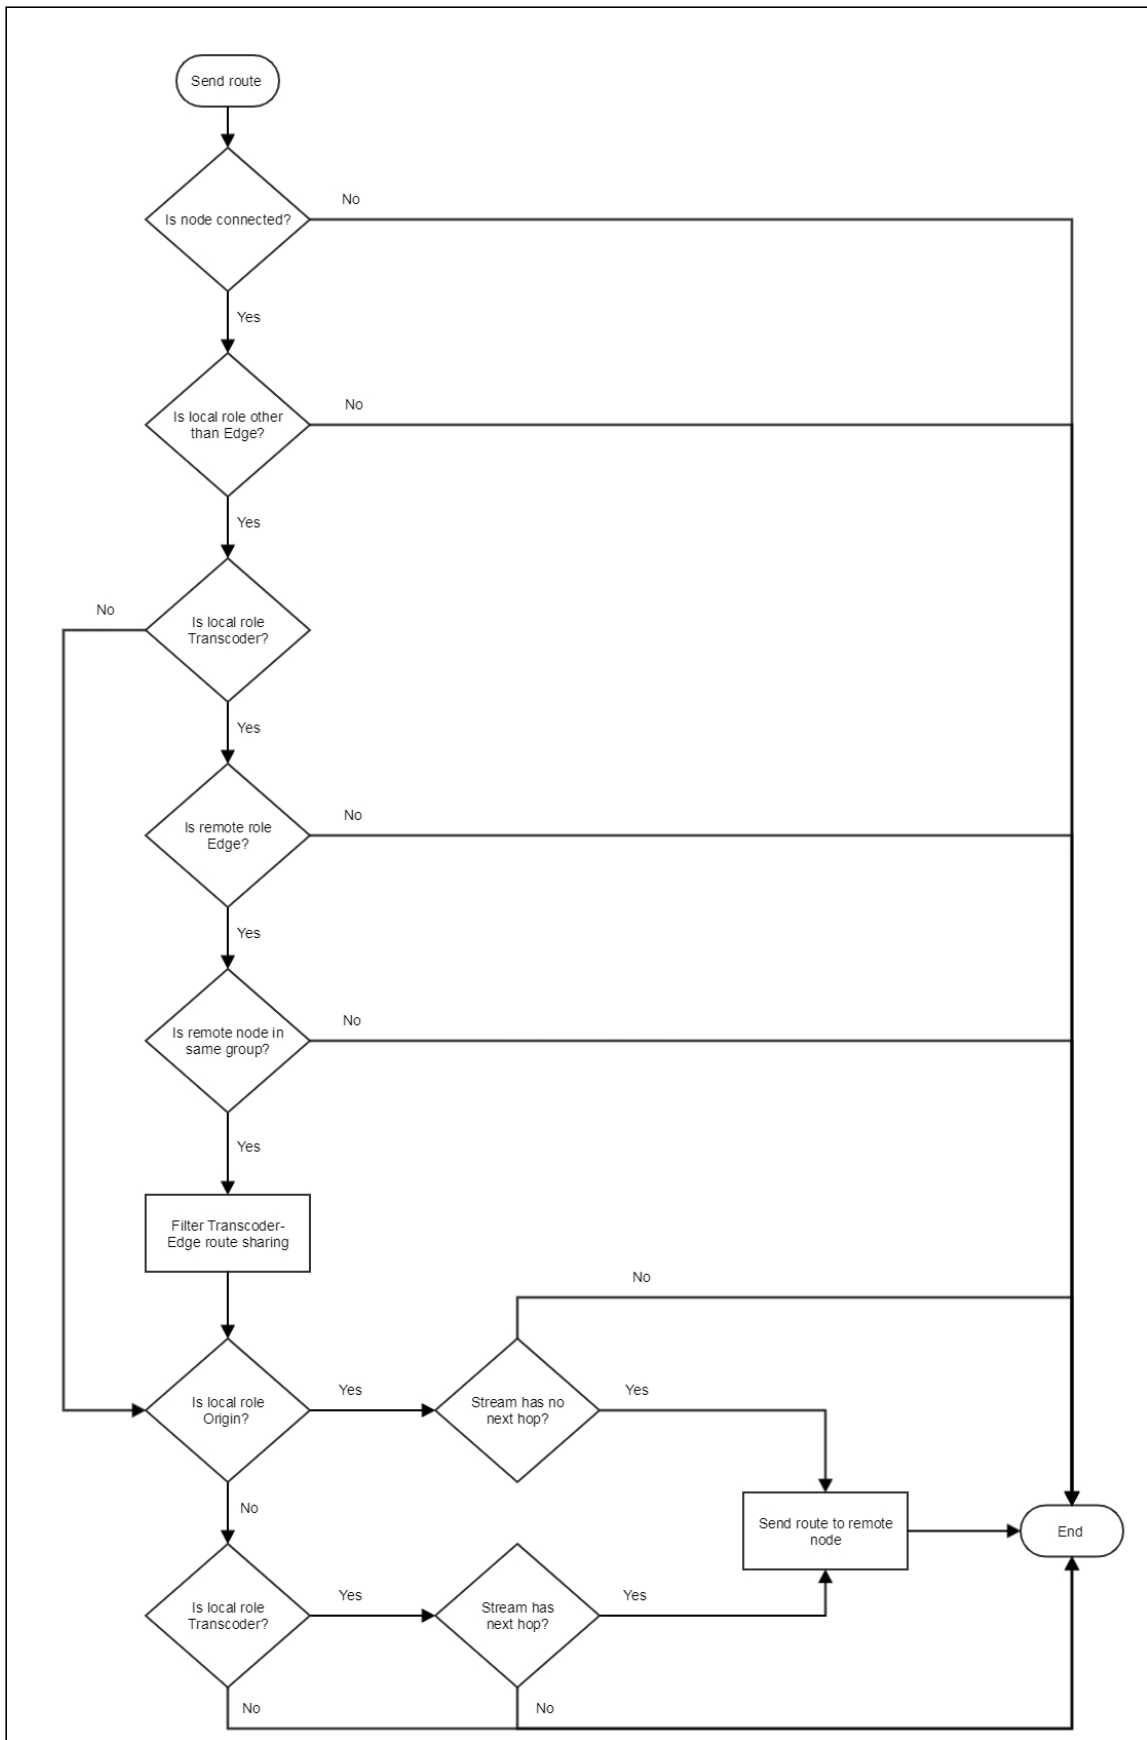 Send route
Is node connected?
No
Yes
Is local role other
than Edge?
No
Yes
Is local role
Transcoder?
No
Yes
Is remote role
Edge?
No
Yes
Is remote node in
same group?
No
Yes
Filter Transcoder-
Edge route sharing
No
Is local role
Origin?
Yes
Stream has no
next hop?
Yes
No
Send route to remote
node
End
Is local role
Transcoder?
Yes
Stream has
next hop?
Yes
No
No